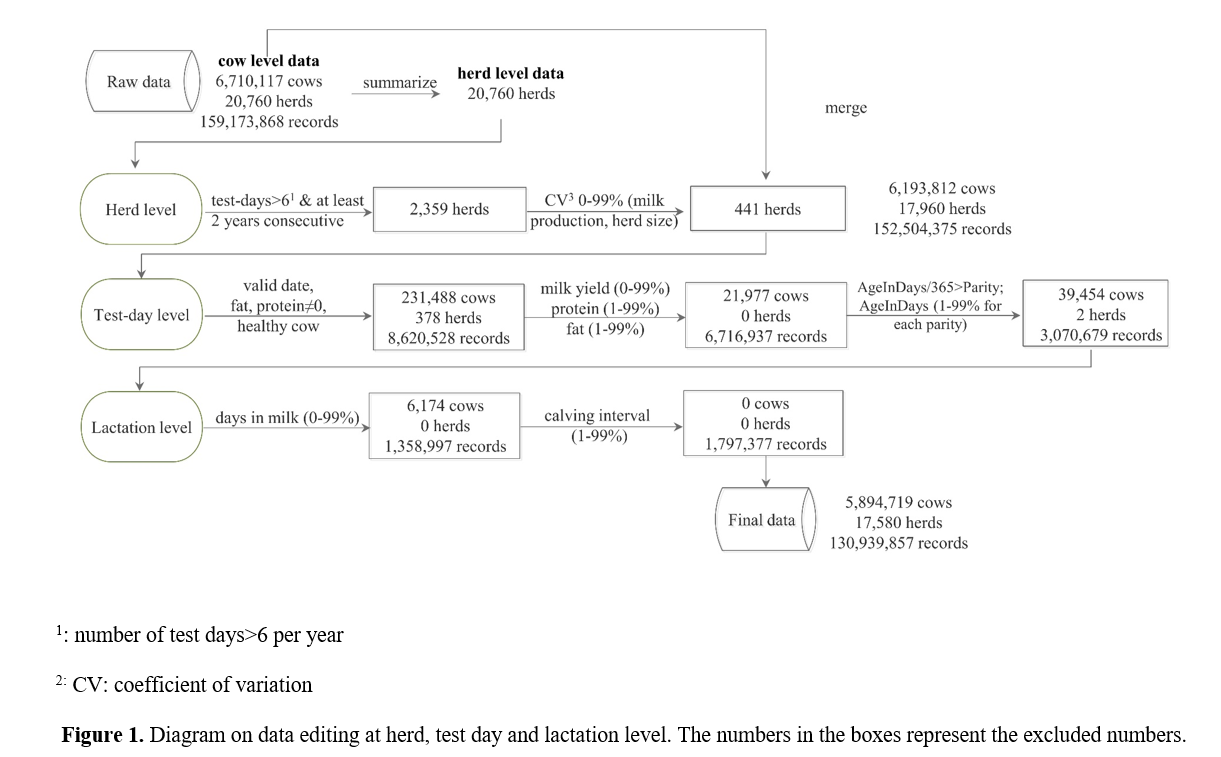 Raw data
cow level data
6,710,117 cows
20,760 herds
159,173,868 records
summarize
herd level data
20,760 herds
merge
Herd level
test-days>6¹ & at least
2 years consecutive
2,359 herds
CV³ 0-99% (milk
production, herd size)
441 herds
6,193,812 cows
17,960 herds
152,504,375 records
Test-day level
valid date,
fat, protein≠0,
healthy cow
231,488 cows
378 herds
8,620,528 records
milk yield (0-99%)
protein (1-99%)
fat (1-99%)
21,977 cows
0 herds
6,716,937 records
AgeInDays/365>Parity;
AgeInDays (1-99% for
each parity)
39,454 cows
2 herds
3,070,679 records
Lactation level
days in milk (0-99%)
6,174 cows
0 herds
1,358,997 records
calving interval
(1-99%)
0 cows
0 herds
1,797,377 records
Final data
5,894,719 cows
17,580 herds
130,939,857 records
¹: number of test days>6 per year
²: CV: coefficient of variation
Figure 1. Diagram on data editing at herd, test day and lactation level. The numbers in the boxes represent the excluded numbers.